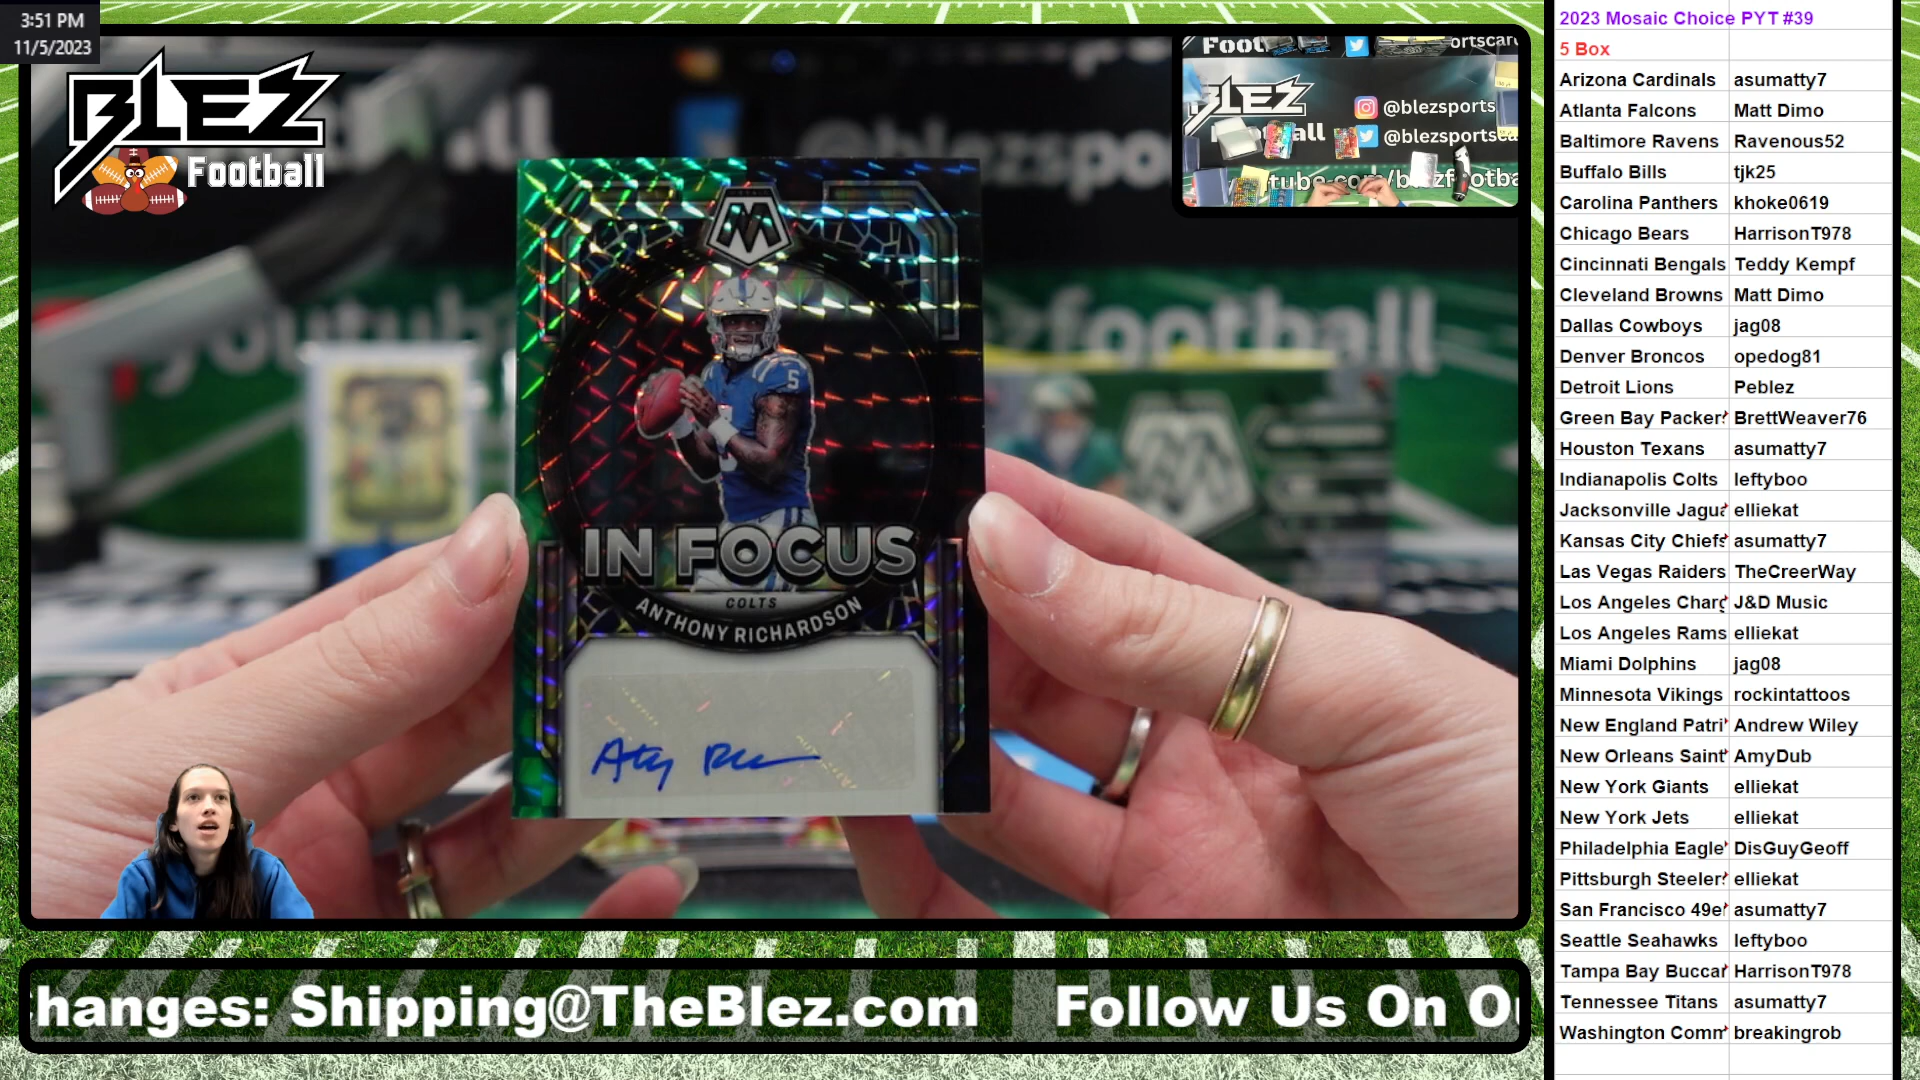 3:51 PM
11/5/2023
BLEZ
Football
BLEZ
@blezsports
@blezsportsca
M
IN FOCUS
COLTS
ANTHONY RICHARDSON
hanges: Shipping@TheBlez.com Follow Us On O
2023 Mosaic Choice PYT #39
5 Box
Arizona Cardinals asumatty7
Atlanta Falcons Matt Dimo
Baltimore Ravens Ravenous52
Buffalo Bills tjk25
Carolina Panthers khoke0619
Chicago Bears HarrisonT978
Cincinnati Bengals Teddy Kempf
Cleveland Browns Matt Dimo
Dallas Cowboys jag08
Denver Broncos opedog81
Detroit Lions Peblez
Green Bay Packer BrettWeaver76
Houston Texans asumatty7
Indianapolis Colts leftyboo
Jacksonville Jagua elliekat
Kansas City Chiefs asumatty7
Las Vegas Raiders TheCreerWay
Los Angeles Charg J&D Music
Los Angeles Rams elliekat
Miami Dolphins jag08
Minnesota Vikings rockintattoos
New England Patri Andrew Wiley
New Orleans Saint AmyDub
New York Giants elliekat
New York Jets elliekat
Philadelphia Eagle DisGuyGeoff
Pittsburgh Steeler elliekat
San Francisco 49e asumatty7
Seattle Seahawks leftyboo
Tampa Bay Bucca HarrisonT978
Tennessee Titans asumatty7
Washington Comm breakingrob